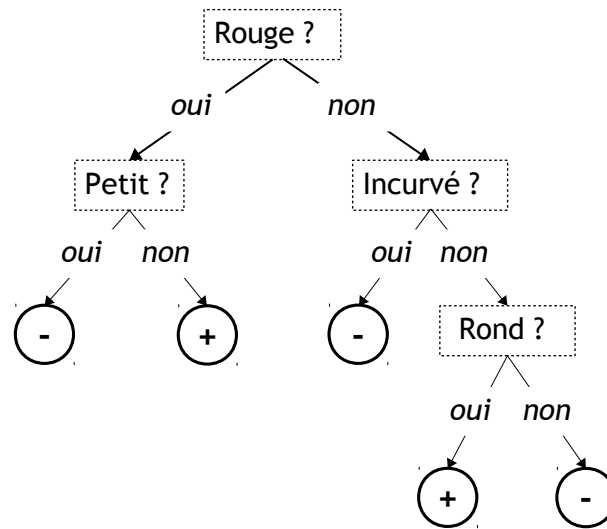 Rouge ?
oui non
Petit ? Incurvé ?
oui non oui non
- + - Rond ?
oui non
+ -